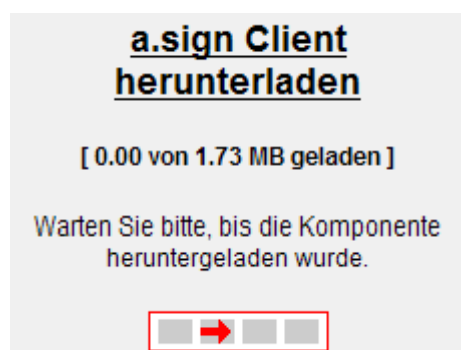 a.sign Client
herunterladen
[ 0.00 von 1.73 MB geladen ]
Warten Sie bitte, bis die Komponente
heruntergeladen wurde.